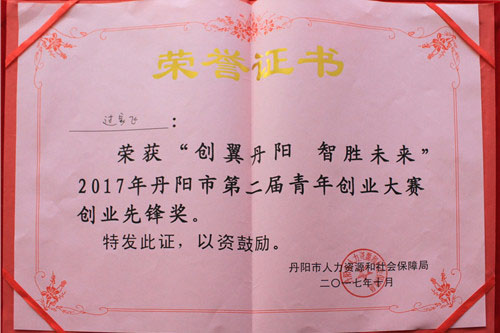 荣誉证书
:
荣获“创翼丹阳 智胜未来”
2017年丹阳市第二届青年创业大赛
创业先锋奖。
特发此证,以资鼓励。
丹阳市人力资源和社会保障局
二〇一七年十月